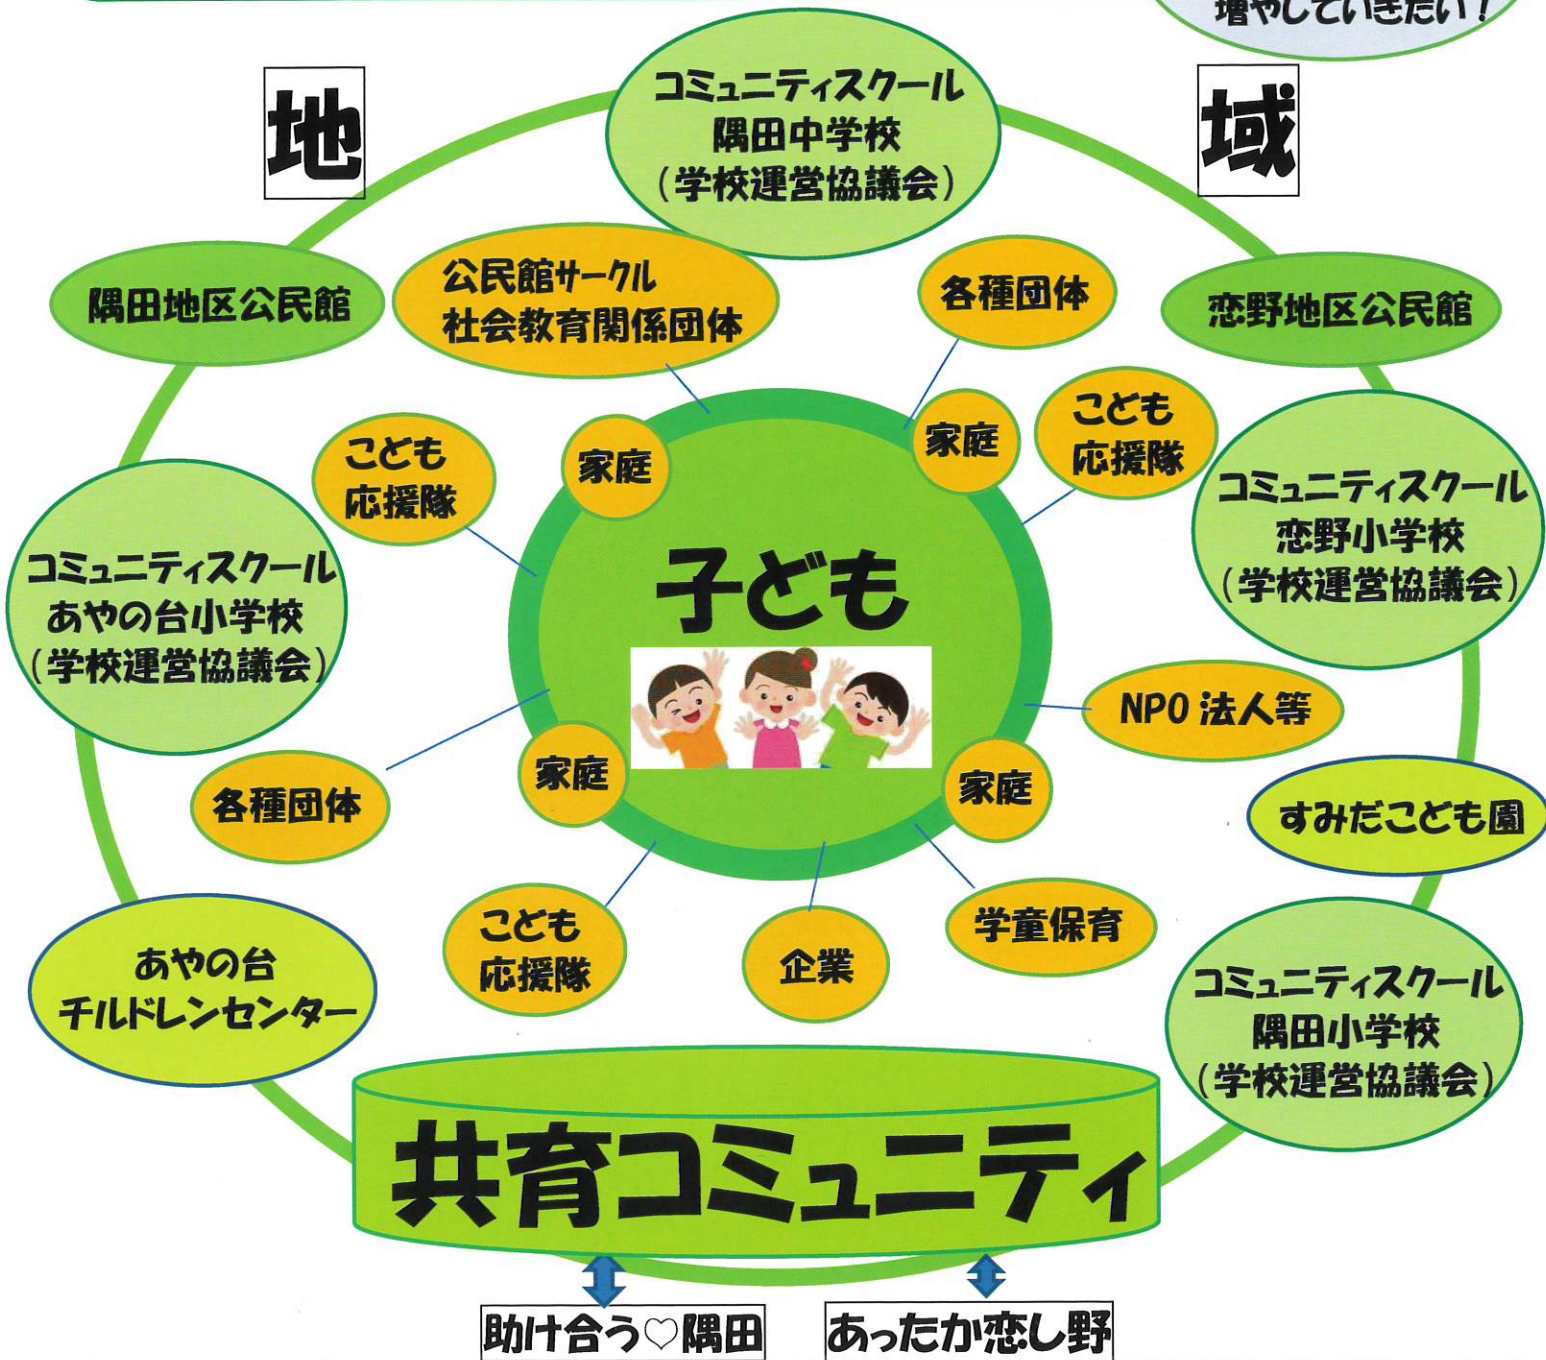 増やしていきたい！
地
域
コミュニティスクール
隅田中学校
(学校運営協議会)
隅田地区公民館
公民館サークル
社会教育関係団体
各種団体
恋野地区公民館
こども
応援隊
家庭
家庭
こども
応援隊
コミュニティスクール
恋野小学校
(学校運営協議会)
コミュニティスクール
あやの台小学校
(学校運営協議会)
子ども
NPO 法人等
各種団体
家庭
家庭
すみだこども園
あやの台
チルドレンセンター
こども
応援隊
企業
学童保育
コミュニティスクール
隅田小学校
(学校運営協議会)
共育コミュニティ
助け合う♡隅田
あったか恋し野